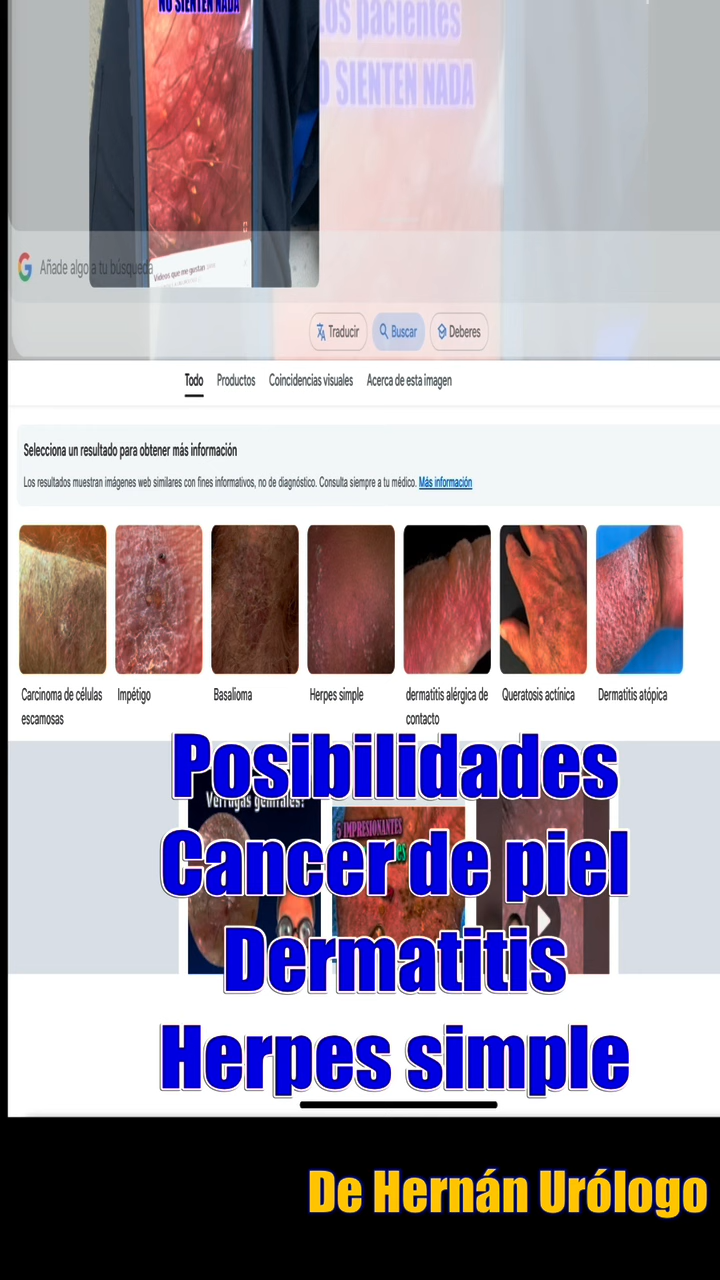 NO SIENTEN NADA
Los pacientes
NO SIENTEN NADA
Videos que me gustan
Añade algo a tu búsqueda
Traducir Buscar Deberes
Todo Productos Coincidencias visuales Acerca de esta imagen
Selecciona un resultado para obtener más información
Los resultados muestran imágenes web similares con fines informativos, no de diagnóstico. Consulta siempre a tu médico. Más información
Carcinoma de células escamosas
Impétigo
Basalioma
Herpes simple
dermatitis alérgica de contacto
Queratosis actínica
Dermatitis atópica
Verrugas genitales?
5 IMPRESIONANTES
es
Posibilidades
Cancer de piel
Dermatitis
Herpes simple
De Hernán Urólogo